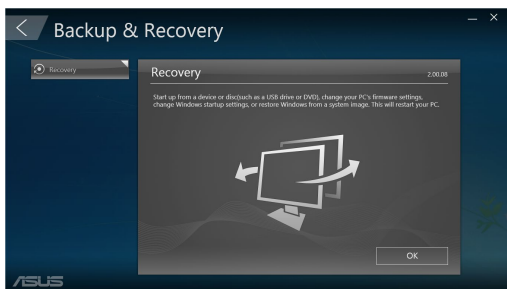 Backup & Recovery
Recovery
Recovery
2.00.08
Start up from a device or disc(such as a USB drive or DVD), change your PC's firmware settings,
change Windows startup settings, or restore Windows from a system image. This will restart your PC.
OK
ASUS